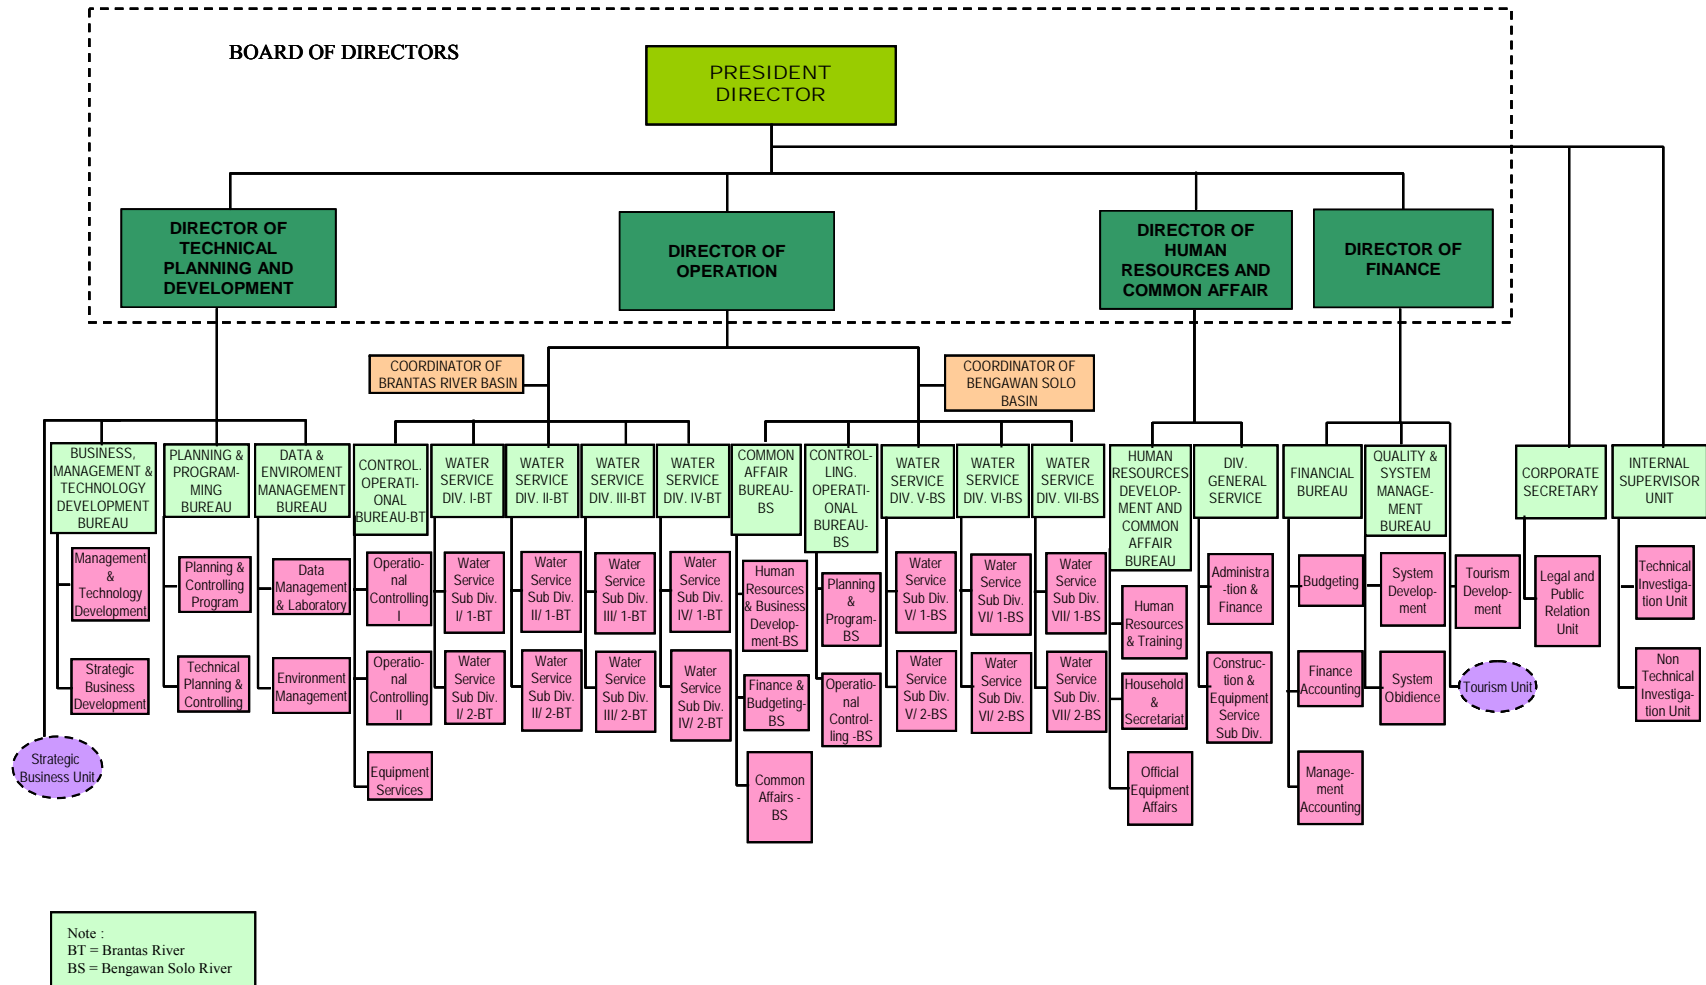 BOARD OF DIRECTORS
PRESIDENT
DIRECTOR
DIRECTOR OF
TECHNICAL
PLANNING AND
DEVELOPMENT
DIRECTOR OF
OPERATION
DIRECTOR OF
HUMAN
RESOURCES AND
COMMON AFFAIR
DIRECTOR OF
FINANCE
COORDINATOR OF
BRANTAS RIVER BASIN
COORDINATOR OF
BENGAWAN SOLO
BASIN
BUSINESS,
MANAGEMENT &
TECHNOLOGY
DEVELOPMENT
BUREAU
PLANNING &
PROGRAM-
MING
BUREAU
DATA &
ENVIROMENT
MANAGEMENT
BUREAU
CONTROL.
OPERATI-
ONAL
BUREAU-BT
WATER
SERVICE
DIV. I-BT
WATER
SERVICE
DIV. II-BT
WATER
SERVICE
DIV. III-BT
WATER
SERVICE
DIV. IV-BT
COMMON
AFFAIR
BUREAU-
BS
CONTROL-
LING.
OPERATI-
ONAL
BUREAU-
BS
WATER
SERVICE
DIV. V-BS
WATER
SERVICE
DIV. VI-BS
WATER
SERVICE
DIV. VII-BS
HUMAN
RESOURCES
DEVELOP-
MENT AND
COMMON
AFFAIR
BUREAU
DIV.
GENERAL
SERVICE
FINANCIAL
BUREAU
QUALITY &
SYSTEM
MANAGE-
MENT
BUREAU
CORPORATE
SECRETARY
INTERNAL
SUPERVISOR
UNIT
Management
&
Technology
Development
Planning &
Controlling
Program
Data
Management
& Laboratory
Operatio-
nal
Controlling
I
Water
Service
Sub Div.
I/ 1-BT
Water
Service
Sub Div.
II/ 1-BT
Water
Service
Sub Div.
III/ 1-BT
Water
Service
Sub Div.
IV/ 1-BT
Human
Resources
& Business
Develop-
ment-BS
Planning
&
Program-
BS
Water
Service
Sub Div.
V/ 1-BS
Water
Service
Sub Div.
VI/ 1-BS
Water
Service
Sub Div.
VII/ 1-BS
Human
Resources
& Training
Administra
-tion &
Finance
Budgeting
System
Develop-
ment
Tourism
Develop-
ment
Legal and
Public
Relation
Unit
Technical
Investiga-
tion Unit
Strategic
Business
Development
Technical
Planning &
Controlling
Environment
Management
Operatio-
nal
Controlling
II
Water
Service
Sub Div.
I/ 2-BT
Water
Service
Sub Div.
II/ 2-BT
Water
Service
Sub Div.
III/ 2-BT
Water
Service
Sub Div.
IV/ 2-BT
Finance &
Budgeting-
BS
Operatio-
nal
Control-
ling -BS
Water
Service
Sub Div.
V/ 2-BS
Water
Service
Sub Div.
VI/ 2-BS
Water
Service
Sub Div.
VII/ 2-BS
Household
&
Secretariat
Construc-
tion &
Equipment
Service
Sub Div.
Finance
Accounting
System
Obidience
Tourism Unit
Non
Technical
Investiga-
tion Unit
Strategic
Business Unit
Equipment
Services
Common
Affairs -
BS
Official
Equipment
Affairs
Manage-
ment
Accounting
Note :
BT = Brantas River
BS = Bengawan Solo River